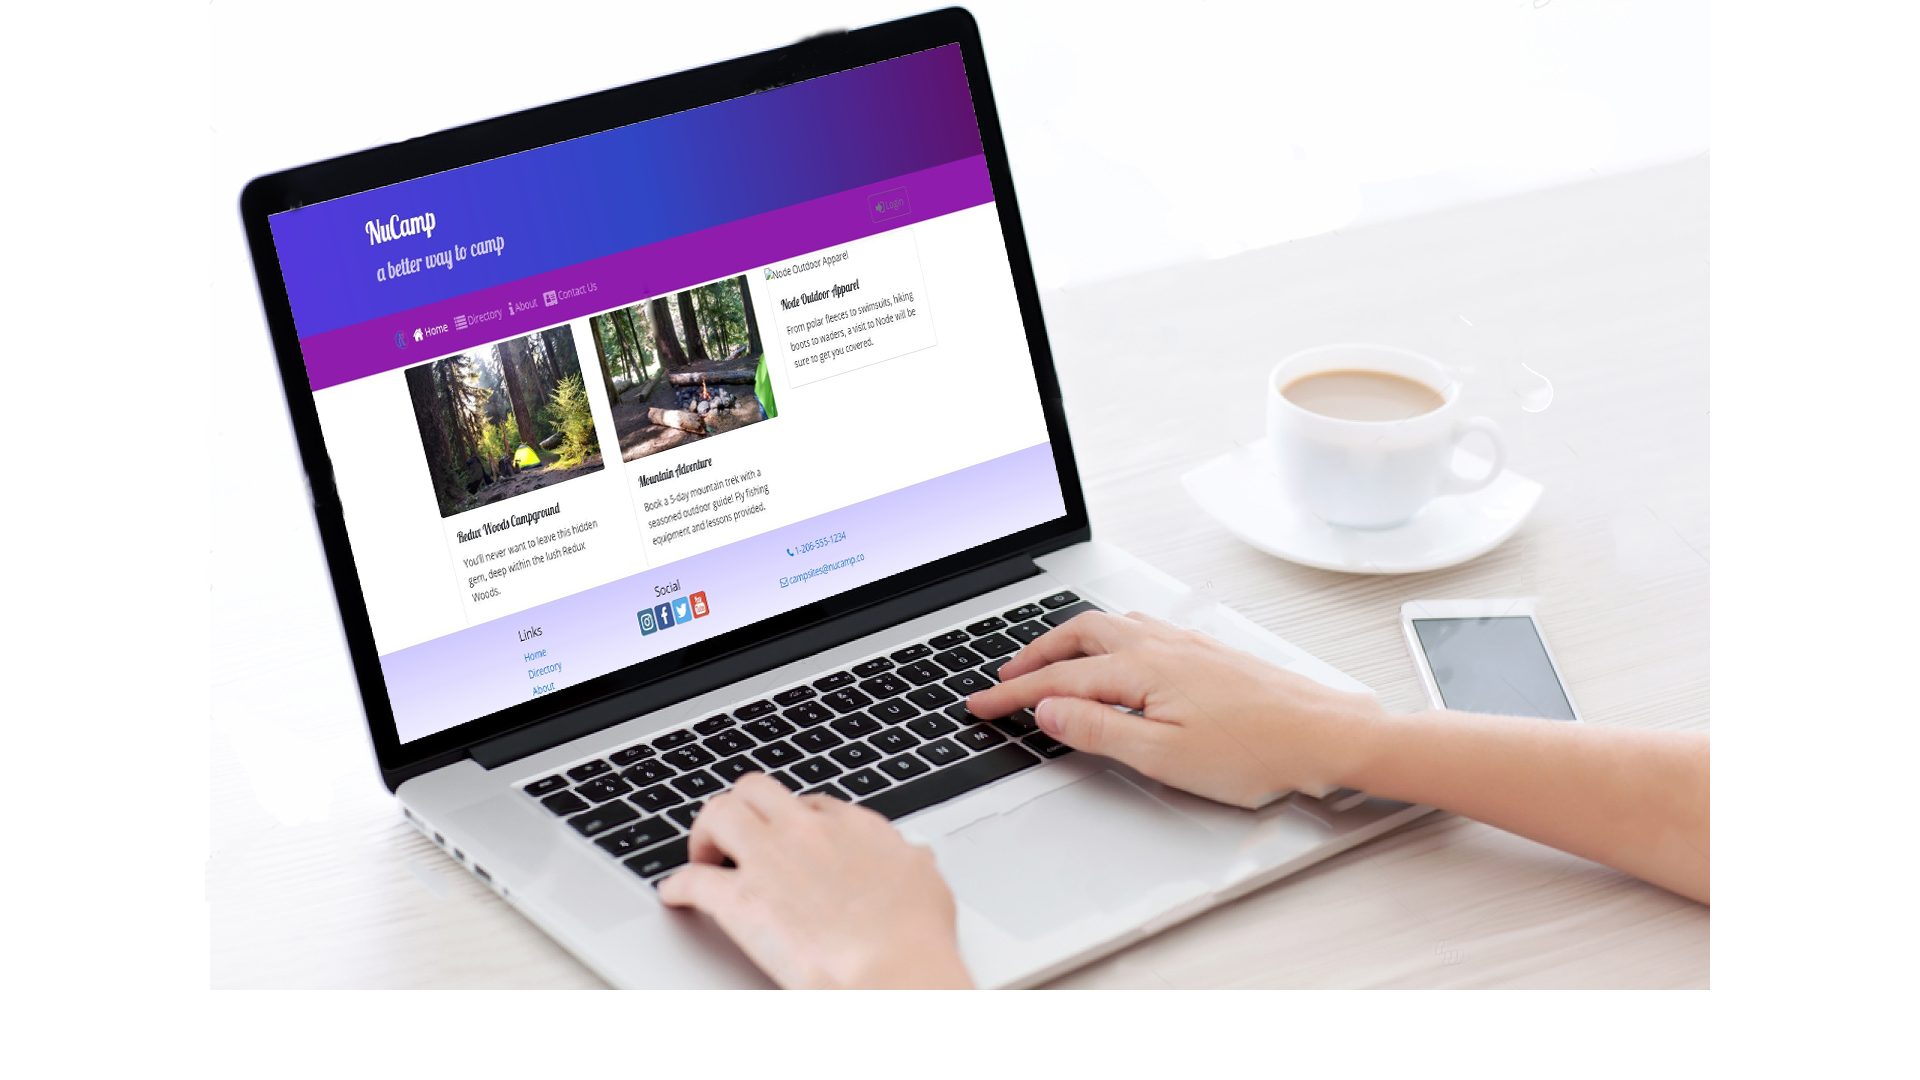 NuCamp
a better way to camp
Home Directory About Contact Us
Login
Redux Woods Campground
You'll never want to leave this hidden
gem, deep within the lush Redux
Woods.
Mountain Adventure
Book a 5-day mountain trek with a
seasoned outdoor guide! Fly fishing
equipment and lessons provided.
Node Outdoor Apparel
Node Outdoor Apparel
From polar fleeces to swimsuits, hiking
boots to waders, a visit to Node will be
sure to get you covered.
Links
Home
Directory
About
Social
You Tube
1-206-555-1234
campsites@nucamp.co